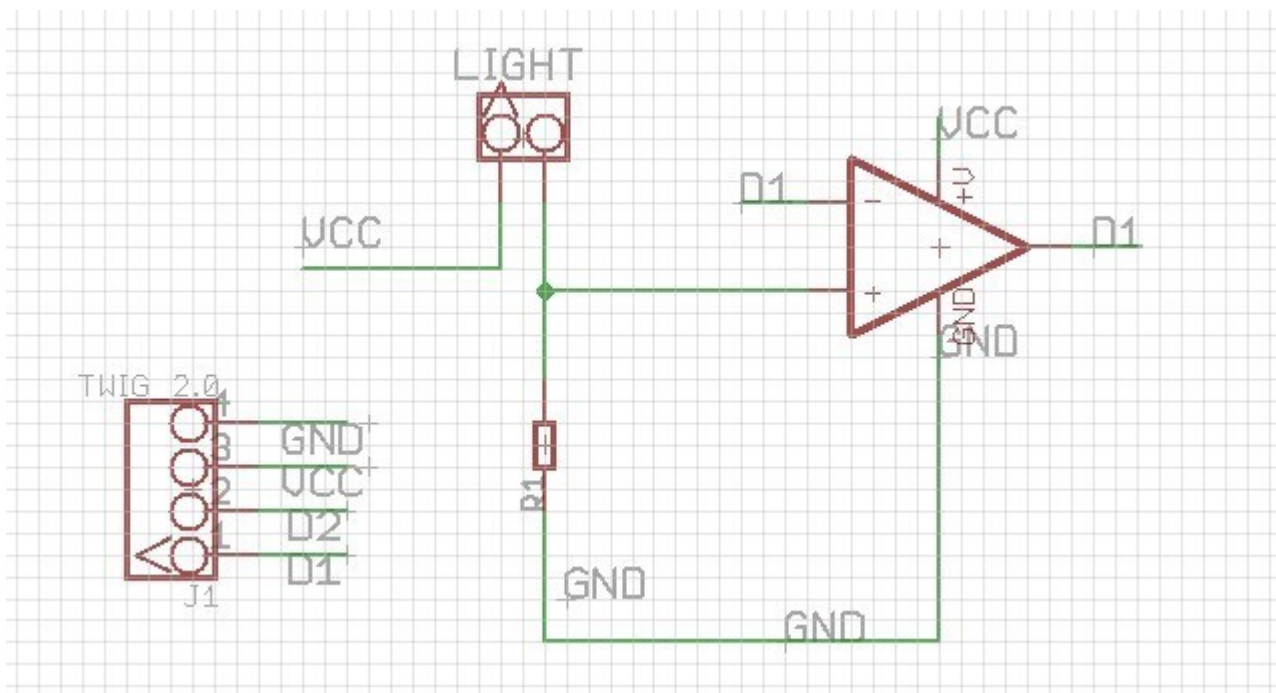 LIGHT
VCC
VCC
+V
D1
-
D1
+
GND
GND
R1
GND
GND
TWIG 2.0
4
GND
3
VCC
2
D2
1
D1
J1